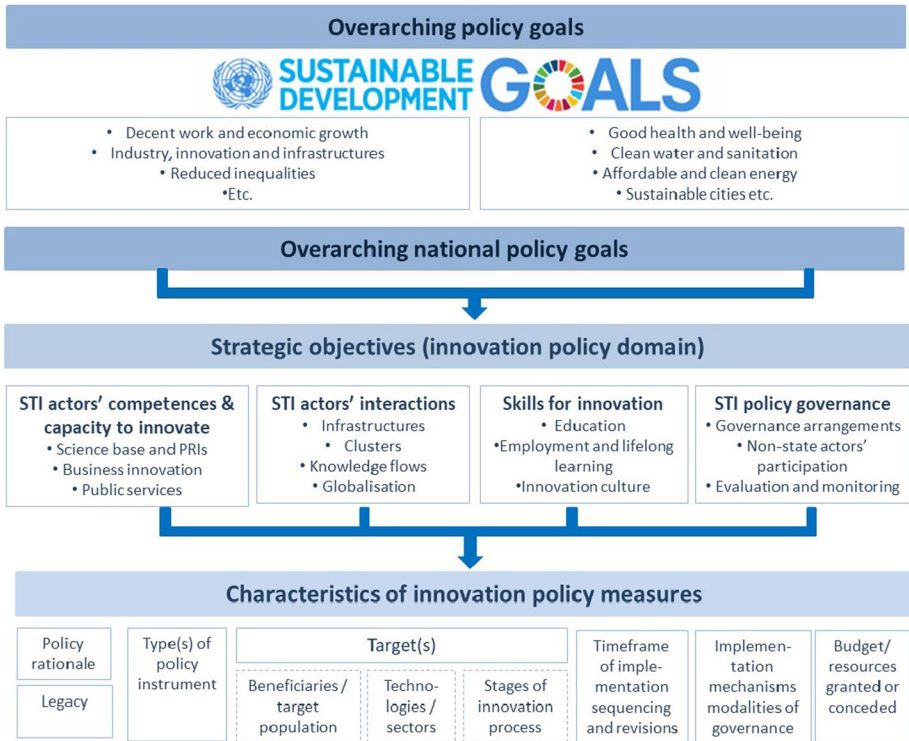 Overarching policy goals
SUSTAINABLE
DEVELOPMENT
GOALS
• Decent work and economic growth
• Industry, innovation and infrastructures
• Reduced inequalities
•Etc.
• Good health and well-being
• Clean water and sanitation
• Affordable and clean energy
• Sustainable cities etc.
Overarching national policy goals
Strategic objectives (innovation policy domain)
STI actors' competences &
capacity to innovate
• Science base and PRIs
• Business innovation
• Public services
STI actors' interactions
• Infrastructures
• Clusters
• Knowledge flows
• Globalisation
Skills for innovation
• Education
•Employment and lifelong
learning
•Innovation culture
STI policy governance
• Governance arrangements
• Non-state actors'
participation
• Evaluation and monitoring
Characteristics of innovation policy measures
Policy
rationale
Legacy
Type(s) of
policy
instrument
Target(s)
Beneficiaries /
target
population
Techno-
logies /
sectors
Stages of
innovation
process
Timeframe
of imple-
mentation
sequencing
and revisions
Implemen-
tation
mechanisms
modalities of
governance
Budget/
resources
granted or
conceded